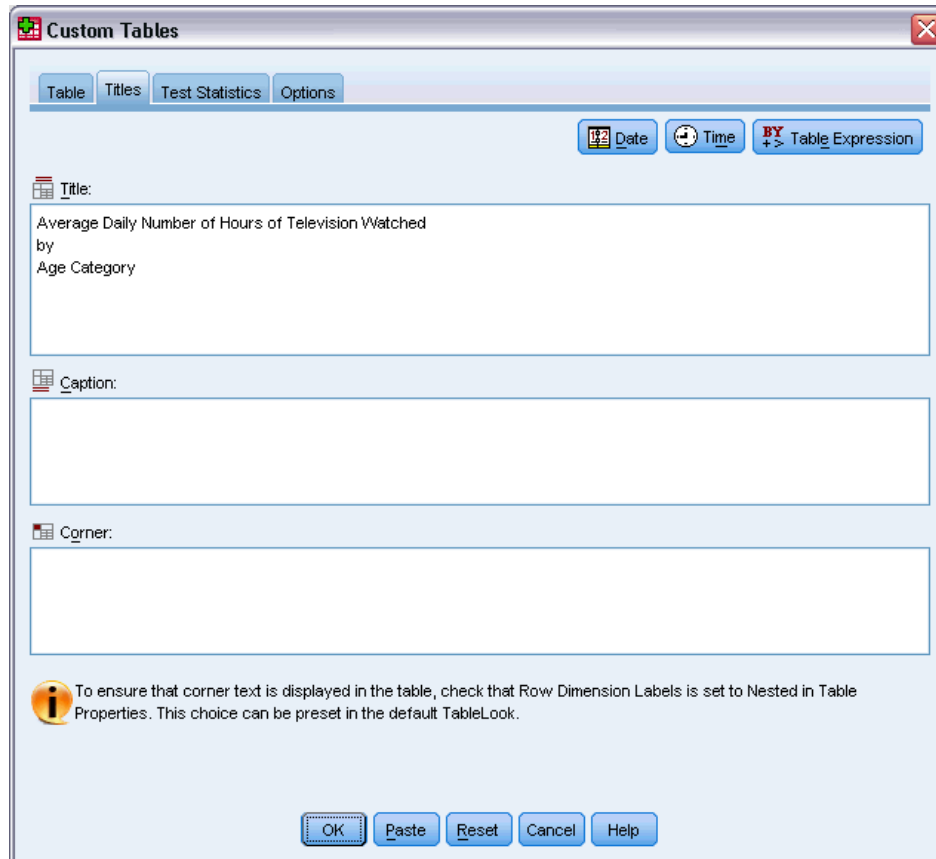 Custom Tables
Table Titles Test Statistics Options
Date Time BY +> Table Expression
Title:
Average Daily Number of Hours of Television Watched
by
Age Category
Caption:
Corner:
To ensure that corner text is displayed in the table, check that Row Dimension Labels is set to Nested in Table
Properties. This choice can be preset in the default TableLook.
OK Paste Reset Cancel Help